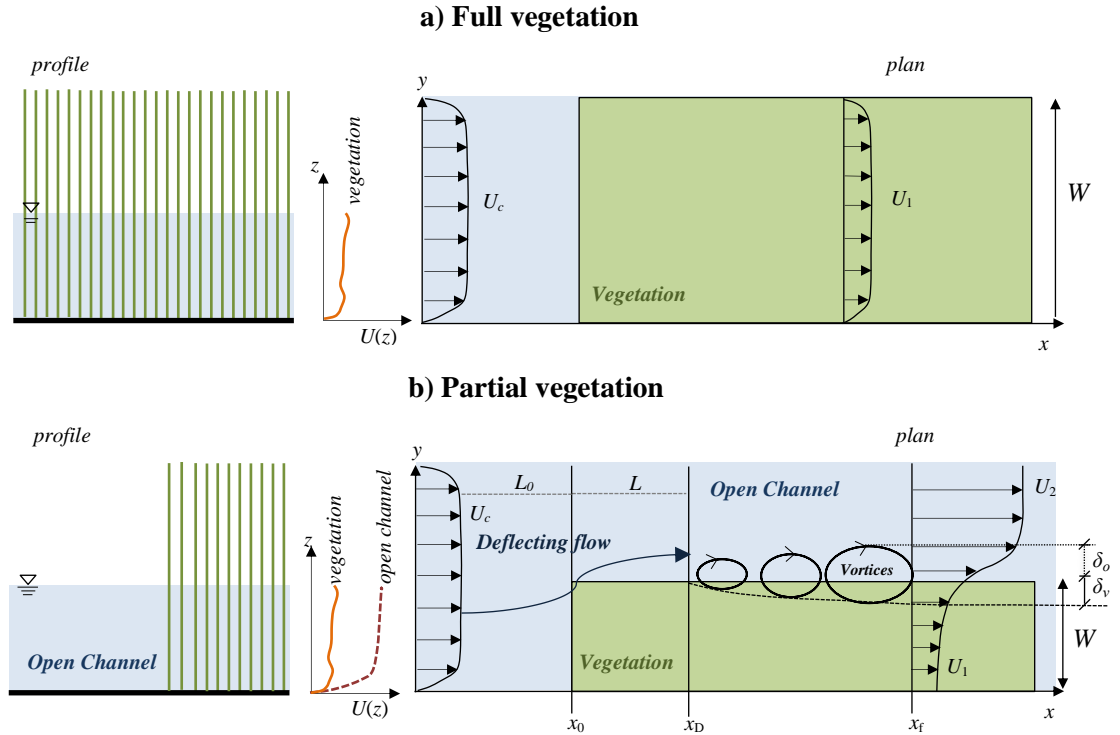 a) Full vegetation
profile
plan
z
vegetation
U(z)
y
U_c
U_1
W
Vegetation
x
b) Partial vegetation
profile
plan
Open Channel
z
vegetation
open channel
U(z)
y
L_0
L
Open Channel
U_2
U_c
Deflecting flow
Vortices
δ_o
δ_v
W
Vegetation
U_1
x_0
x_D
x_f
x